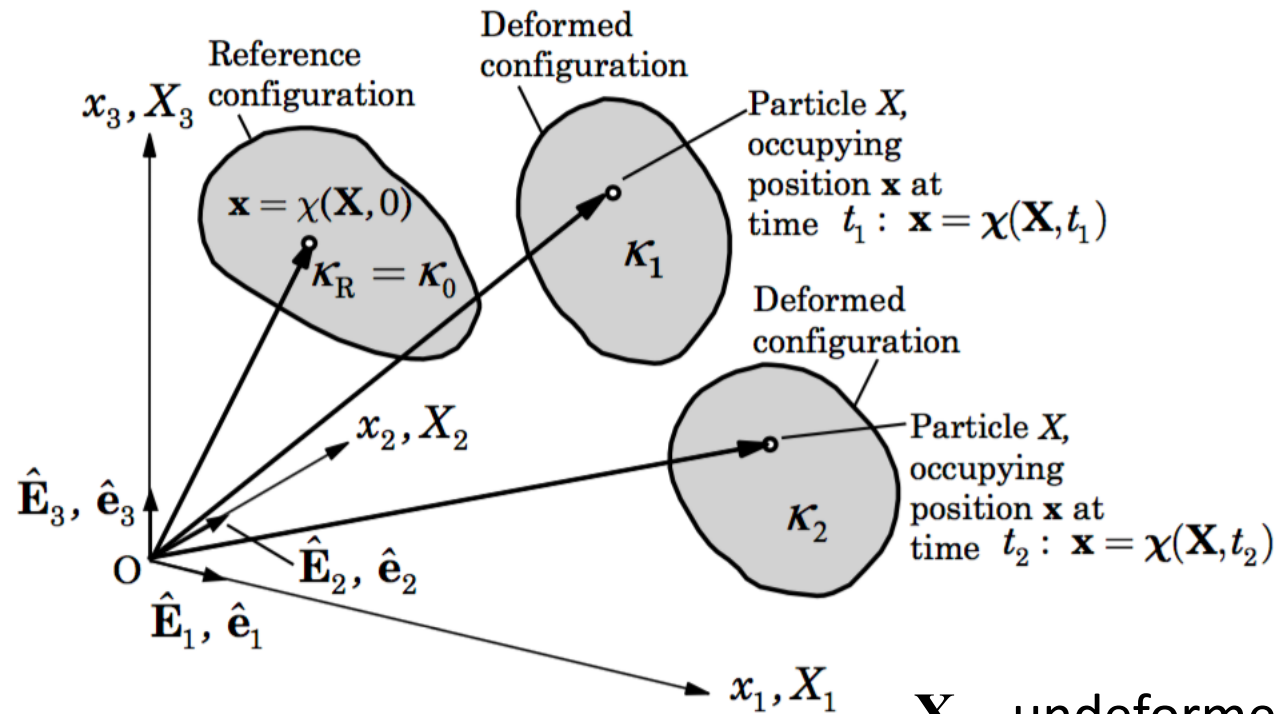 Deformed
configuration
Reference
configuration
x₃, X₃
Particle X,
occupying
position x at
time t₁ : x = χ(X,t₁)
x = χ(X,0)
κ_R = κ₀
κ₁
Deformed
configuration
x₂, X₂
Particle X,
occupying
position x at
time t₂ : x = χ(X,t₂)
κ₂
Ê₃, ê₃
O
Ê₂, ê₂
Ê₁, ê₁
x₁, X₁